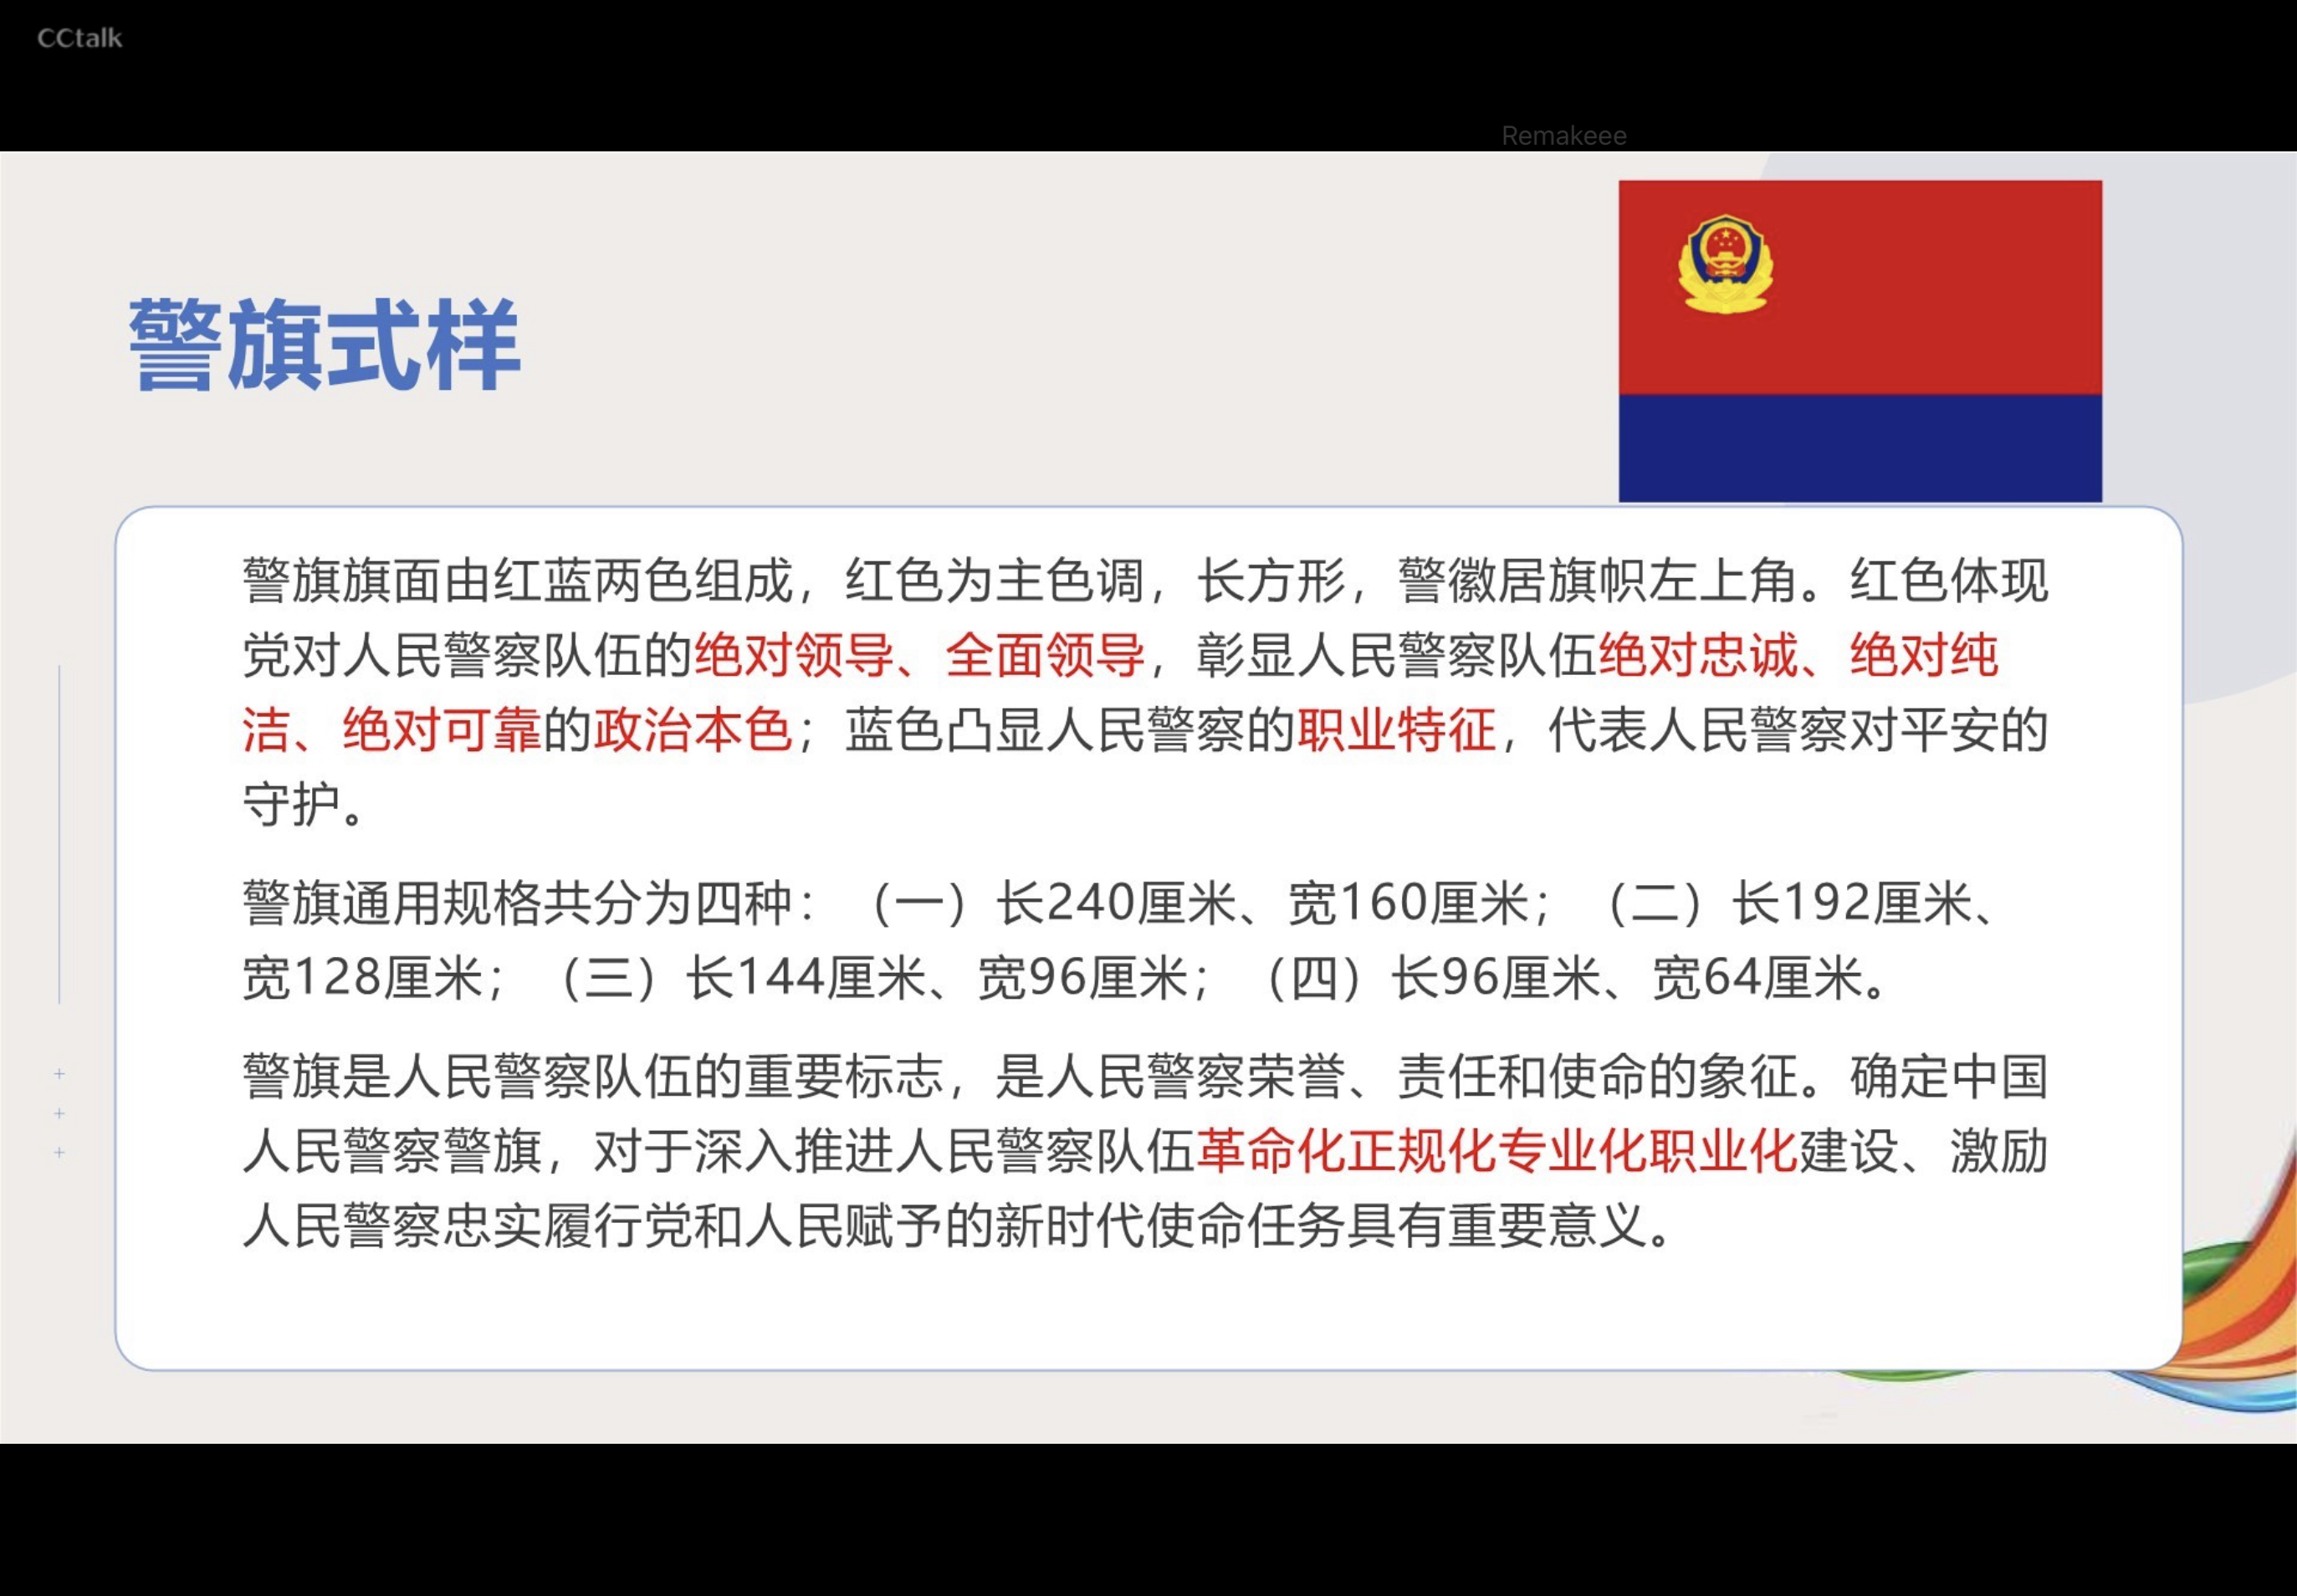 CCtalk
Remakeee
警旗式样
警旗旗面由红蓝两色组成，红色为主色调，长方形，警徽居旗帜左上角。红色体现
党对人民警察队伍的绝对领导、全面领导，彰显人民警察队伍绝对忠诚、绝对纯
洁、绝对可靠的政治本色；蓝色凸显人民警察的职业特征，代表人民警察对平安的
守护。
警旗通用规格共分为四种：（一）长240厘米、宽160厘米；（二）长192厘米、
宽128厘米；（三）长144厘米、宽96厘米；（四）长96厘米、宽64厘米。
警旗是人民警察队伍的重要标志，是人民警察荣誉、责任和使命的象征。确定中国
人民警察警旗，对于深入推进人民警察队伍革命化正规化专业化职业化建设、激励
人民警察忠实履行党和人民赋予的新时代使命任务具有重要意义。